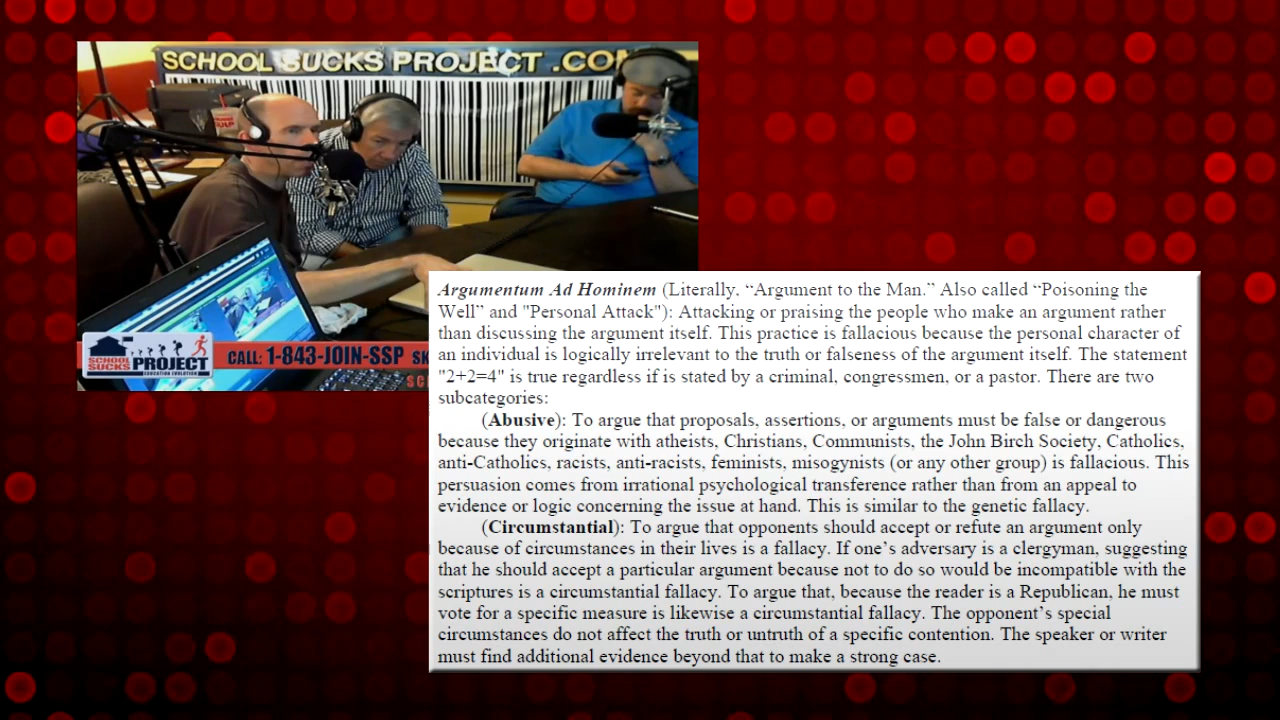 SCHOOL SUCKS PROJECT .COM
SCHOOL
SUCKS
PROJECT
EDUCATION EVOLUTION
CALL: 1-843-JOIN-SSP SK
Argumentum Ad Hominem (Literally. “Argument to the Man.” Also called “Poisoning the
Well” and "Personal Attack"): Attacking or praising the people who make an argument rather
than discussing the argument itself. This practice is fallacious because the personal character of
an individual is logically irrelevant to the truth or falseness of the argument itself. The statement
"2+2=4" is true regardless if is stated by a criminal, congressmen, or a pastor. There are two
subcategories:
(Abusive): To argue that proposals, assertions, or arguments must be false or dangerous
because they originate with atheists, Christians, Communists, the John Birch Society, Catholics,
anti-Catholics, racists, anti-racists, feminists, misogynists (or any other group) is fallacious. This
persuasion comes from irrational psychological transference rather than from an appeal to
evidence or logic concerning the issue at hand. This is similar to the genetic fallacy.
(Circumstantial): To argue that opponents should accept or refute an argument only
because of circumstances in their lives is a fallacy. If one’s adversary is a clergyman, suggesting
that he should accept a particular argument because not to do so would be incompatible with the
scriptures is a circumstantial fallacy. To argue that, because the reader is a Republican, he must
vote for a specific measure is likewise a circumstantial fallacy. The opponent’s special
circumstances do not affect the truth or untruth of a specific contention. The speaker or writer
must find additional evidence beyond that to make a strong case.